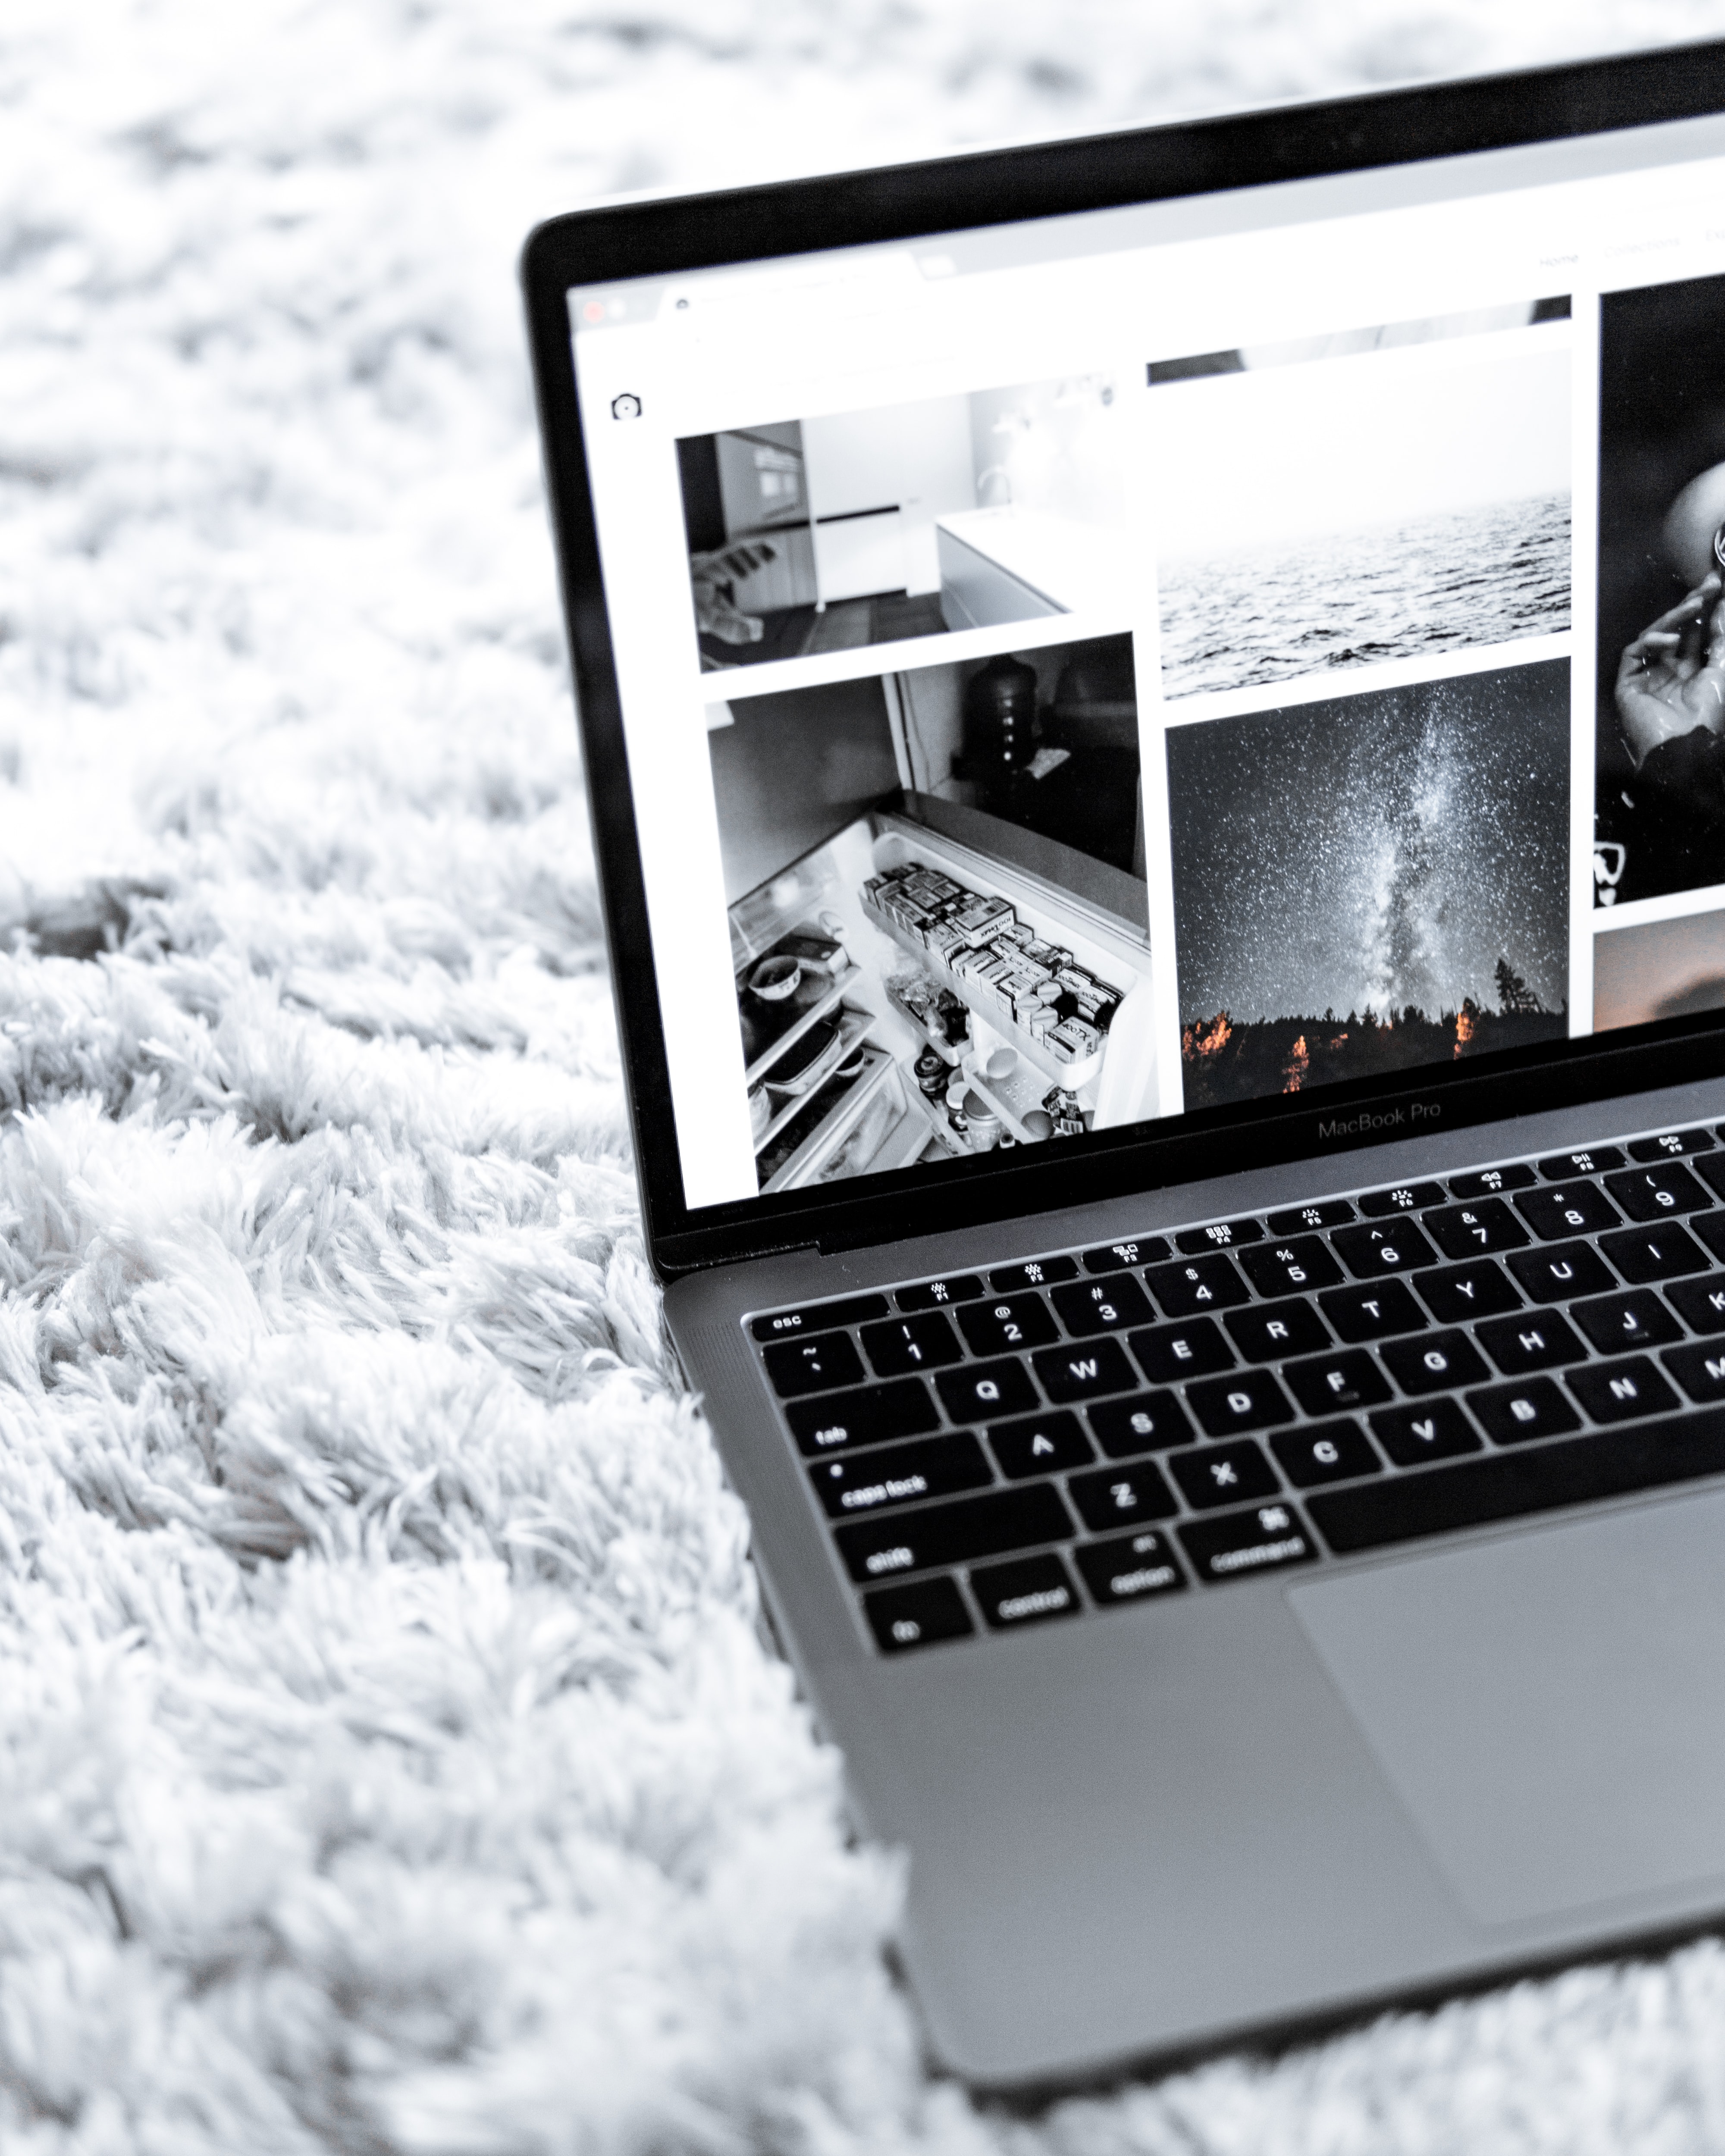 Home Collections
MacBook Pro
esc F1 F2 F3 F4 F5 F6 F7 F8 F9
~ ` ! 1 @ 2 # 3 $ 4 % 5 ^ 6 & 7 * 8 ( 9
tab Q W E R T Y U I
caps lock A S D F G H J K
shift Z X C V B N M
fn control option command